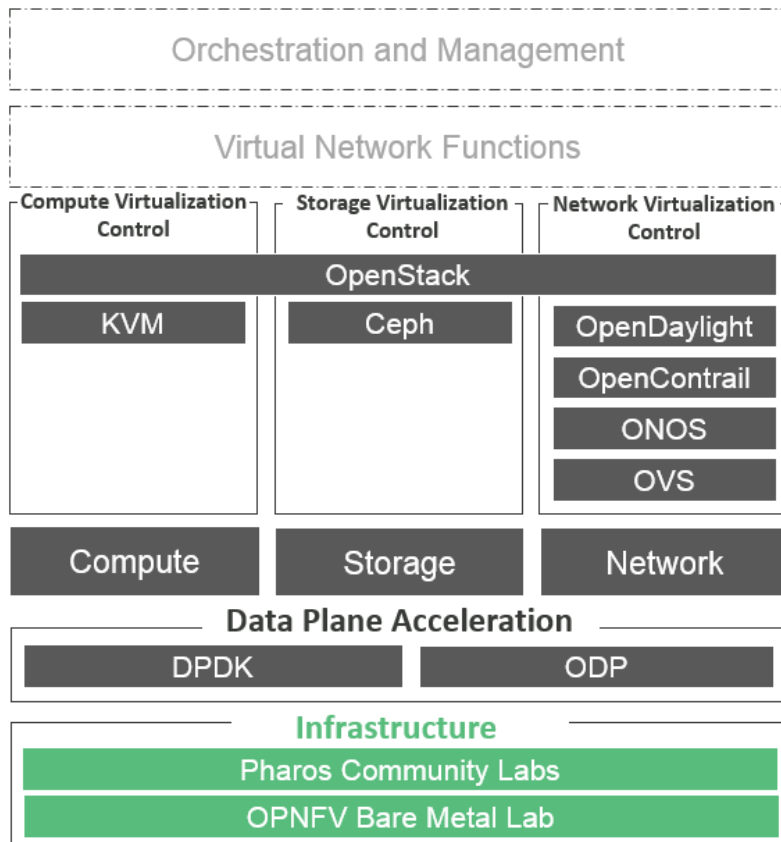 Orchestration and Management
Virtual Network Functions
Compute Virtualization
Control
Storage Virtualization
Control
Network Virtualization
Control
OpenStack
KVM
Ceph
OpenDaylight
OpenContrail
ONOS
OVS
Compute
Storage
Network
Data Plane Acceleration
DPDK
ODP
Infrastructure
Pharos Community Labs
OPNFV Bare Metal Lab